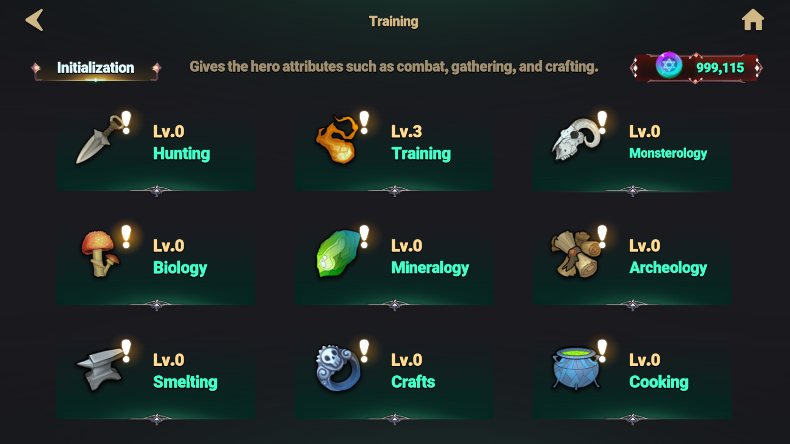 Training
Initialization
Gives the hero attributes such as combat, gathering, and crafting.
999,115
Lv.0
Hunting
Lv.3
Training
Lv.0
Monsterology
Lv.0
Biology
Lv.0
Mineralogy
Lv.0
Archeology
Lv.0
Smelting
Lv.0
Crafts
Lv.0
Cooking